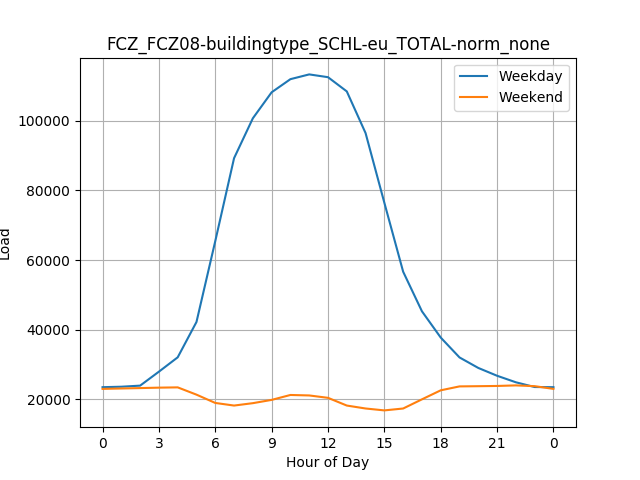 FCZ_FCZ08-buildingtype_SCHL-eu_TOTAL-norm_none
Weekday
Weekend
100000
80000
60000
40000
20000
Load
0 3 6 9 12 15 18 21 0
Hour of Day